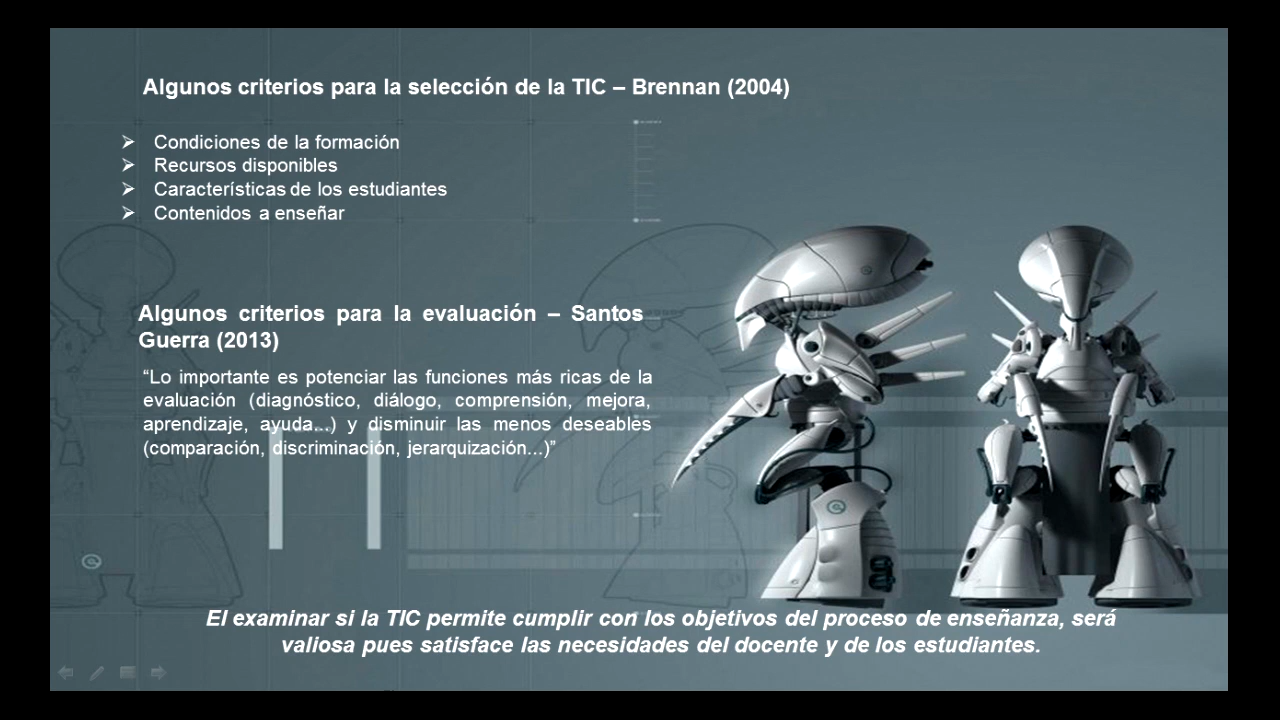 Algunos criterios para la selección de la TIC – Brennan (2004)
➢ Condiciones de la formación
➢ Recursos disponibles
➢ Características de los estudiantes
➢ Contenidos a enseñar
Algunos criterios para la evaluación – Santos
Guerra (2013)
“Lo importante es potenciar las funciones más ricas de la
evaluación (diagnóstico, diálogo, comprensión, mejora,
aprendizaje, ayuda...) y disminuir las menos deseables
(comparación, discriminación, jerarquización...)”
El examinar si la TIC permite cumplir con los objetivos del proceso de enseñanza, será
valiosa pues satisface las necesidades del docente y de los estudiantes.